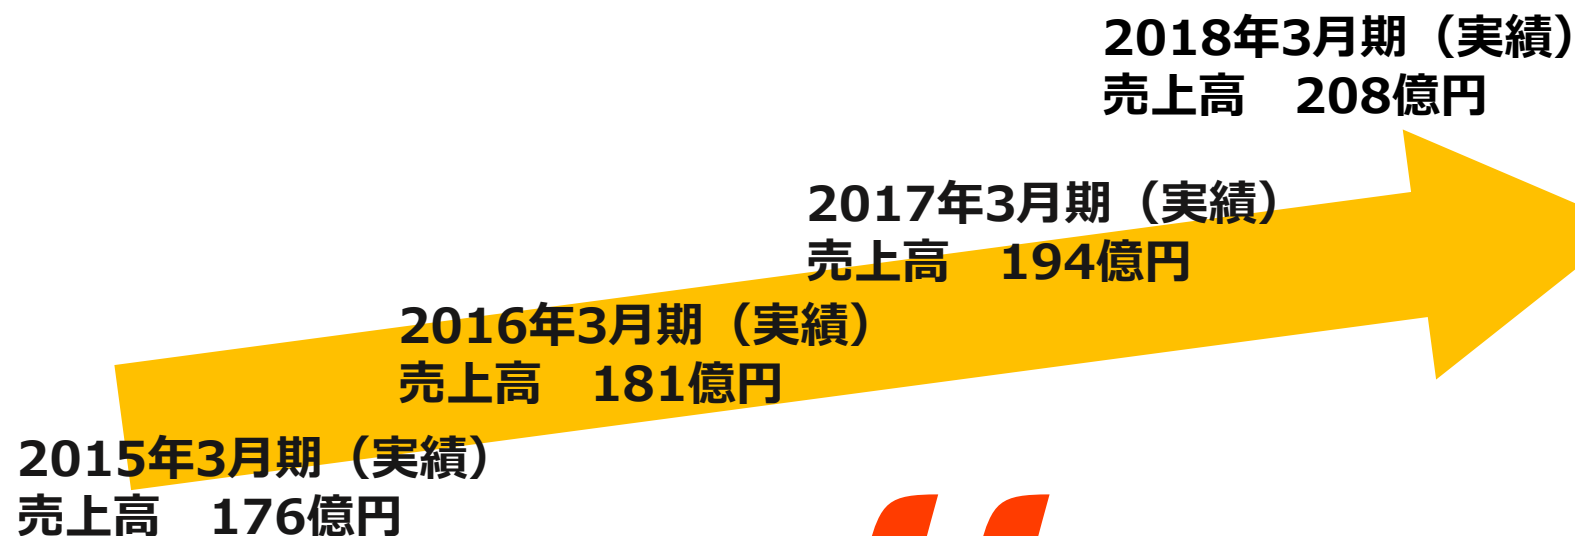 2018年3月期（実績）
売上高　208億円
2017年3月期（実績）
売上高　194億円
2016年3月期（実績）
売上高　181億円
2015年3月期（実績）
売上高　176億円